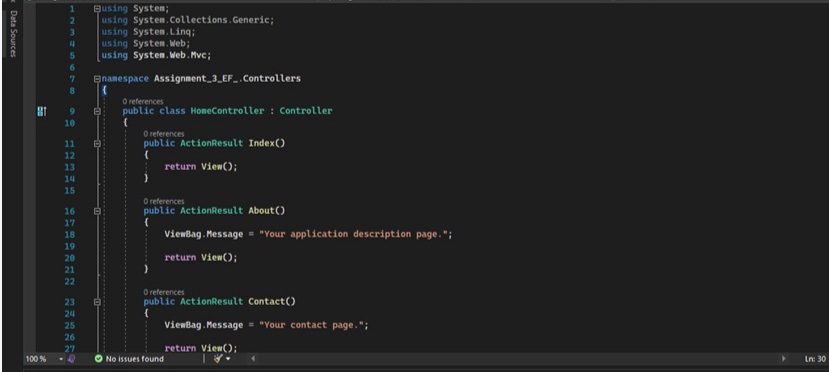 Data Sources
1 using System;
2 using System.Collections.Generic;
3 using System.Linq;
4 using System.Web;
5 using System.Web.Mvc;
6
7 namespace Assignment_3_EF_.Controllers
8 {
0 references
9 public class HomeController : Controller
10 {
0 references
11 public ActionResult Index()
12 {
13 return View();
14 }
15
0 references
16 public ActionResult About()
17 {
18 ViewBag.Message = "Your application description page.";
19
20 return View();
21 }
22
0 references
23 public ActionResult Contact()
24 {
25 ViewBag.Message = "Your contact page.";
26
27 return View();
100 % No issues found Ln: 30